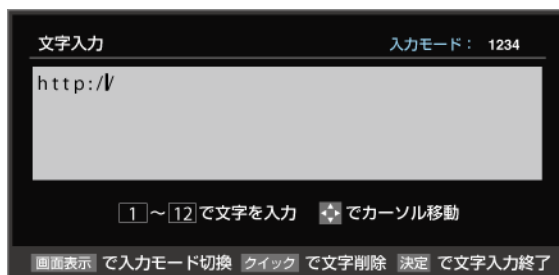 文字入力 入力モード： 1234
http://
1～12で文字を入力 でカーソル移動
画面表示 で入力モード切換 クイック で文字削除 決定 で文字入力終了